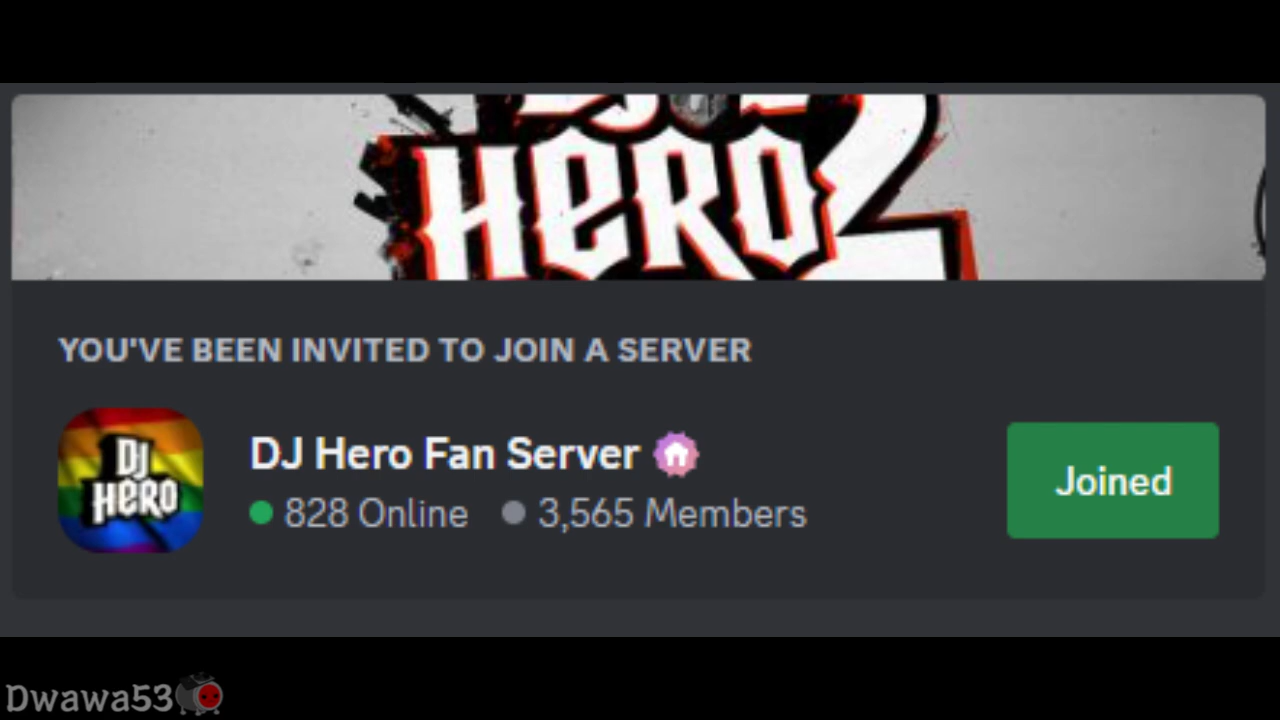 DJ
HERO 2
YOU'VE BEEN INVITED TO JOIN A SERVER
DJ
HERO
DJ Hero Fan Server
828 Online 3,565 Members
Joined
Dwawa53